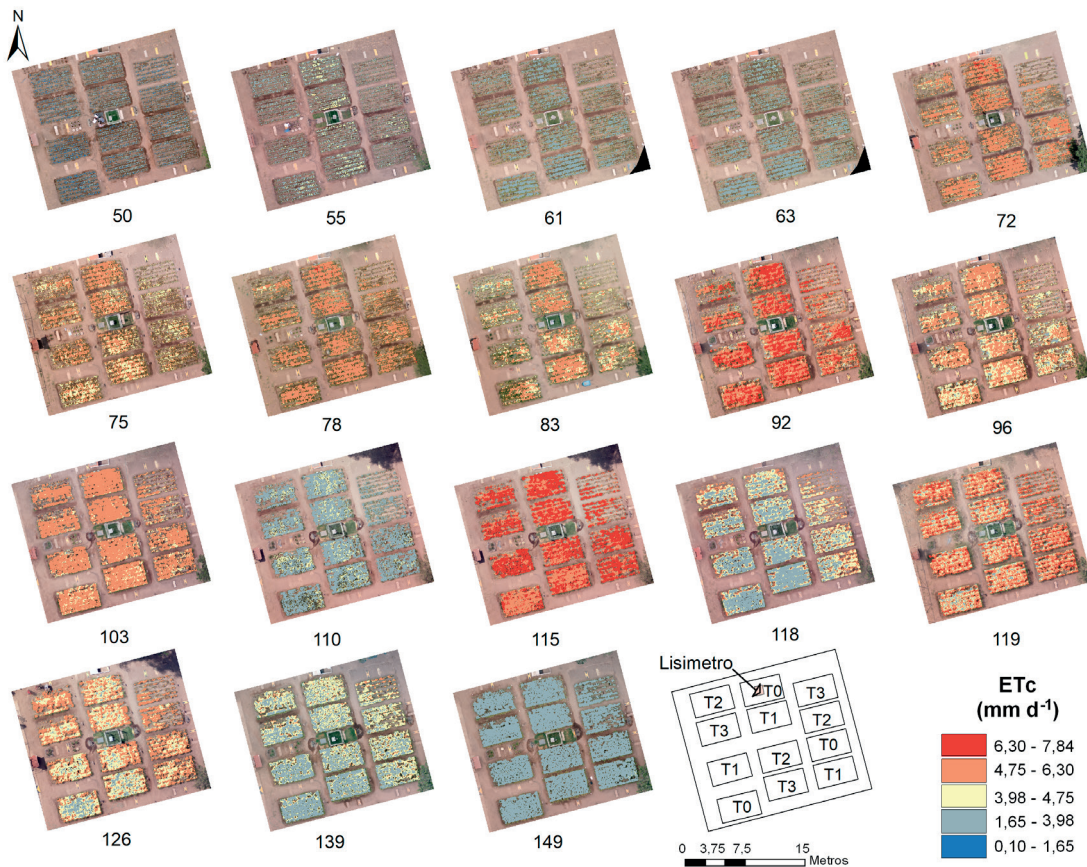 N
50
55
61
63
72
75
78
83
92
96
103
110
115
118
119
126
139
149
Lisimetro
T2
T0
T3
T3
T1
T2
T1
T2
T0
T0
T3
T1
0 3,75 7,5 15
Metros
ETc
(mm d⁻¹)
6,30 - 7,84
4,75 - 6,30
3,98 - 4,75
1,65 - 3,98
0,10 - 1,65